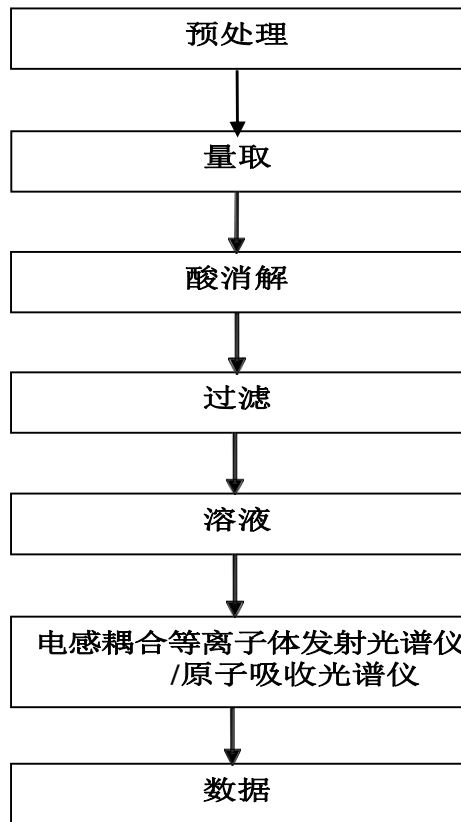 预处理
量取
酸消解
过滤
溶液
电感耦合等离子体发射光谱仪
/原子吸收光谱仪
数据